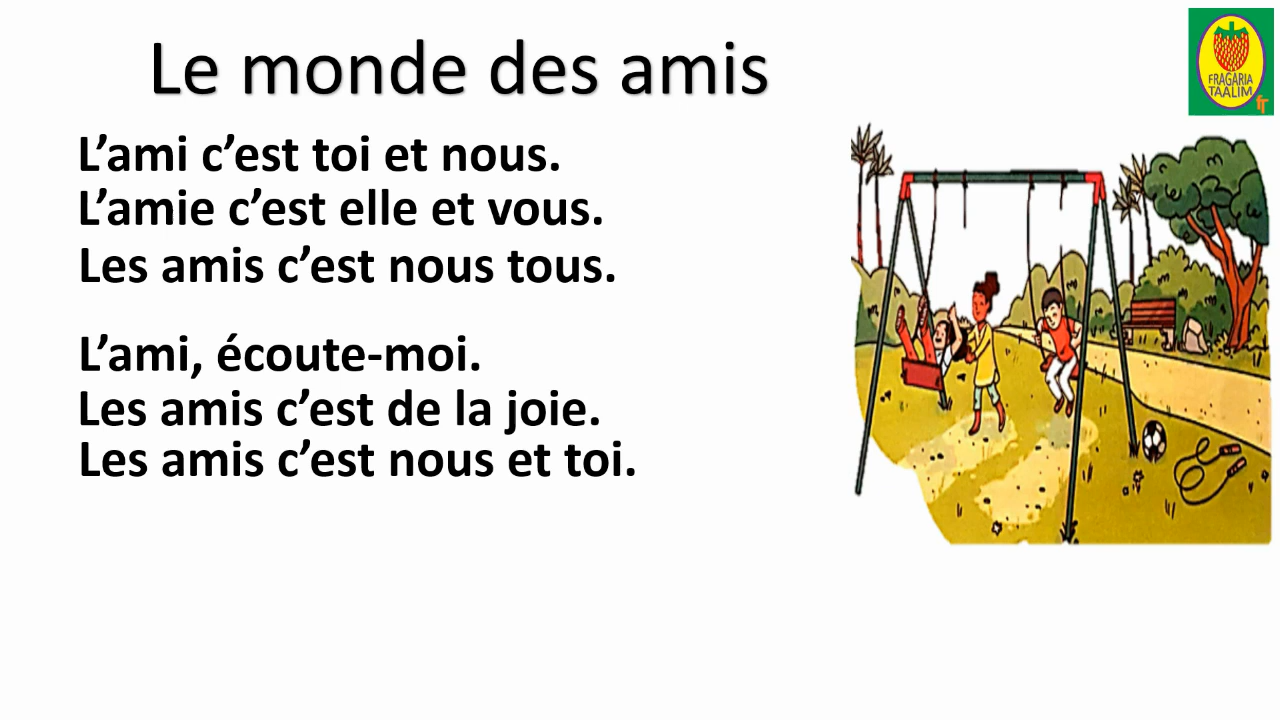 Le monde des amis
FRAGARIA
TAALIM
fT
L’ami c’est toi et nous.
L’amie c’est elle et vous.
Les amis c’est nous tous.
L’ami, écoute-moi.
Les amis c’est de la joie.
Les amis c’est nous et toi.